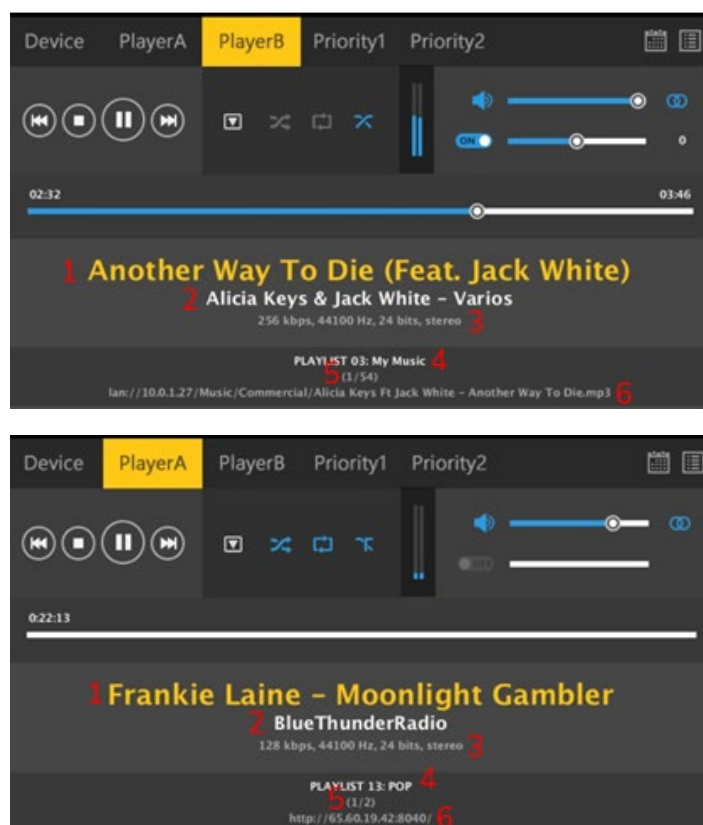 Device PlayerA PlayerB Priority1 Priority2
ON 0
02:32 03:46
1 Another Way To Die (Feat. Jack White)
2 Alicia Keys & Jack White - Varios
256 kbps, 44100 Hz, 24 bits, stereo 3
PLAYLIST 03: My Music 4
5 (1/54)
lan://10.0.1.27/Music/Commercial/Alicia Keys Ft Jack White - Another Way To Die.mp3 6
Device PlayerA PlayerB Priority1 Priority2
0:22:13
1 Frankie Laine - Moonlight Gambler
2 BlueThunderRadio
128 kbps, 44100 Hz, 24 bits, stereo 3
PLAYLIST 13: POP 4
5 (1/2)
http://65.60.19.42:8040/ 6